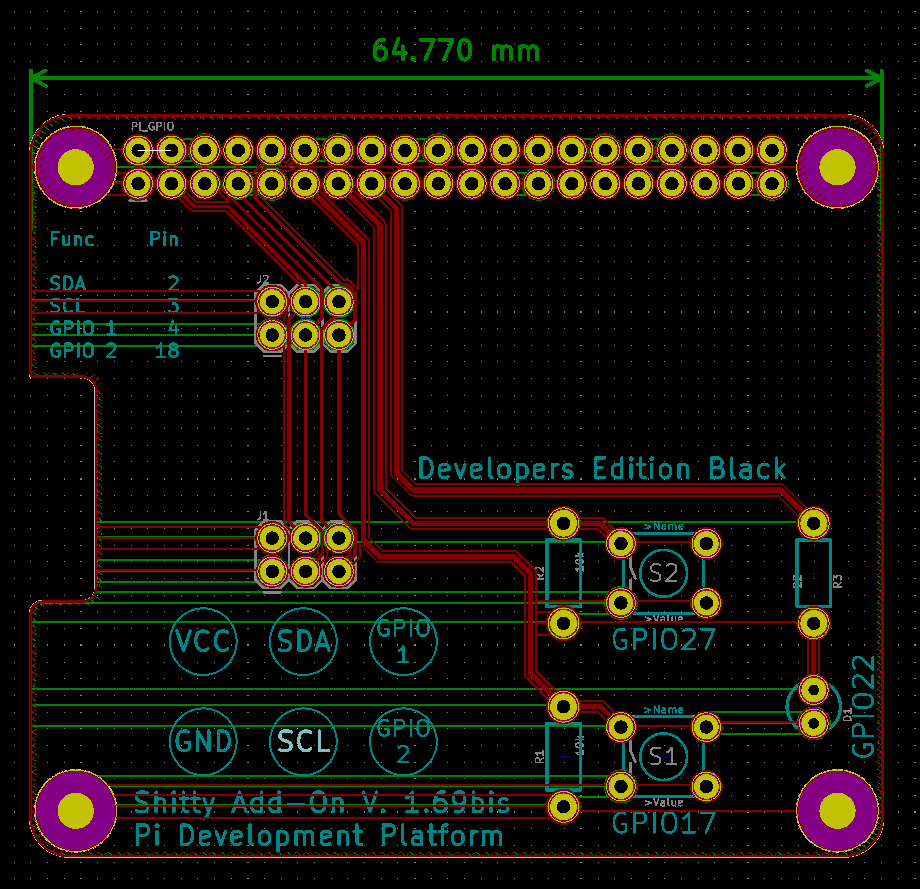 64.770 mm
PI_GPIO
Func Pin
SDA 2
SCL 3
GPIO 1 4
GPIO 2 18
J2
Developers Edition Black
J1
>Name
R2
10k
S2
R3
>Value
GPIO27
VCC
SDA
GPIO
1
GPIO22
>Name
D1
GND
SCL
GPIO
2
R1
10k
S1
>Value
GPIO17
Shitty Add-On V. 1.69bis
Pi Development Platform